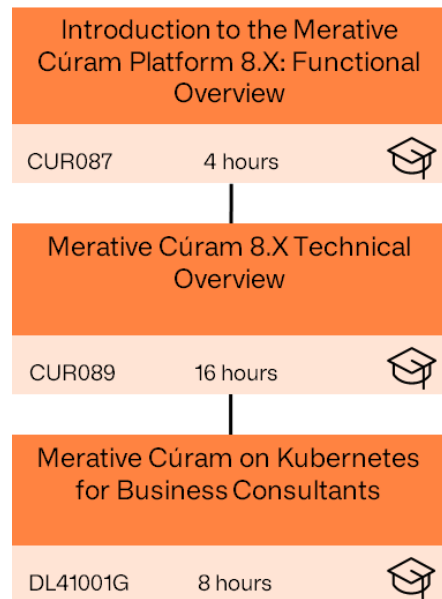 Introduction to the Merative
Cúram Platform 8.X: Functional
Overview
CUR087 4 hours
Merative Cúram 8.X Technical
Overview
CUR089 16 hours
Merative Cúram on Kubernetes
for Business Consultants
DL41001G 8 hours